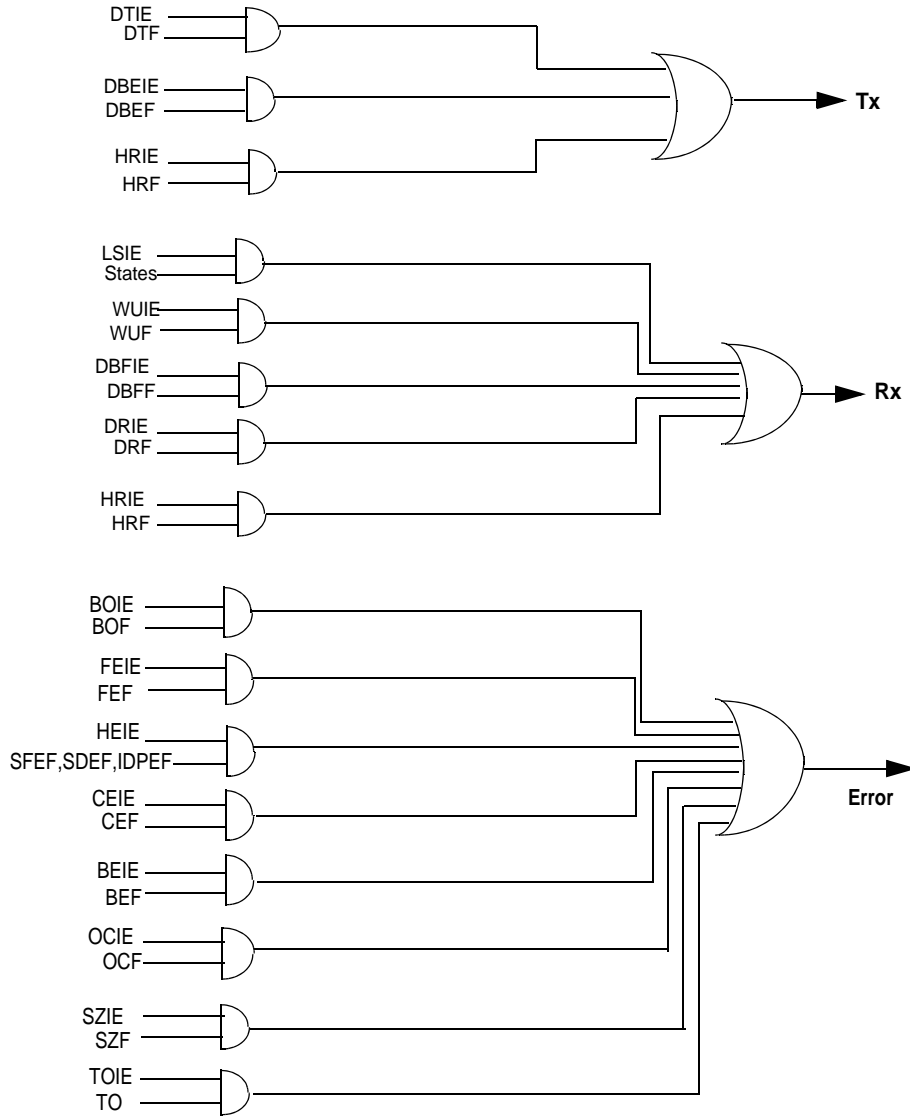 DTIE
DTF
DBEIE
DBEF
Tx
HRIE
HRF
LSIE
States
WUIE
WUF
DBFIE
DBFF
Rx
DRIE
DRF
HRIE
HRF
BOIE
BOF
FEIE
FEF
HEIE
SFEF,SDEF,IDPEF
Error
CEIE
CEF
BEIE
BEF
OCIE
OCF
SZIE
SZF
TOIE
TO